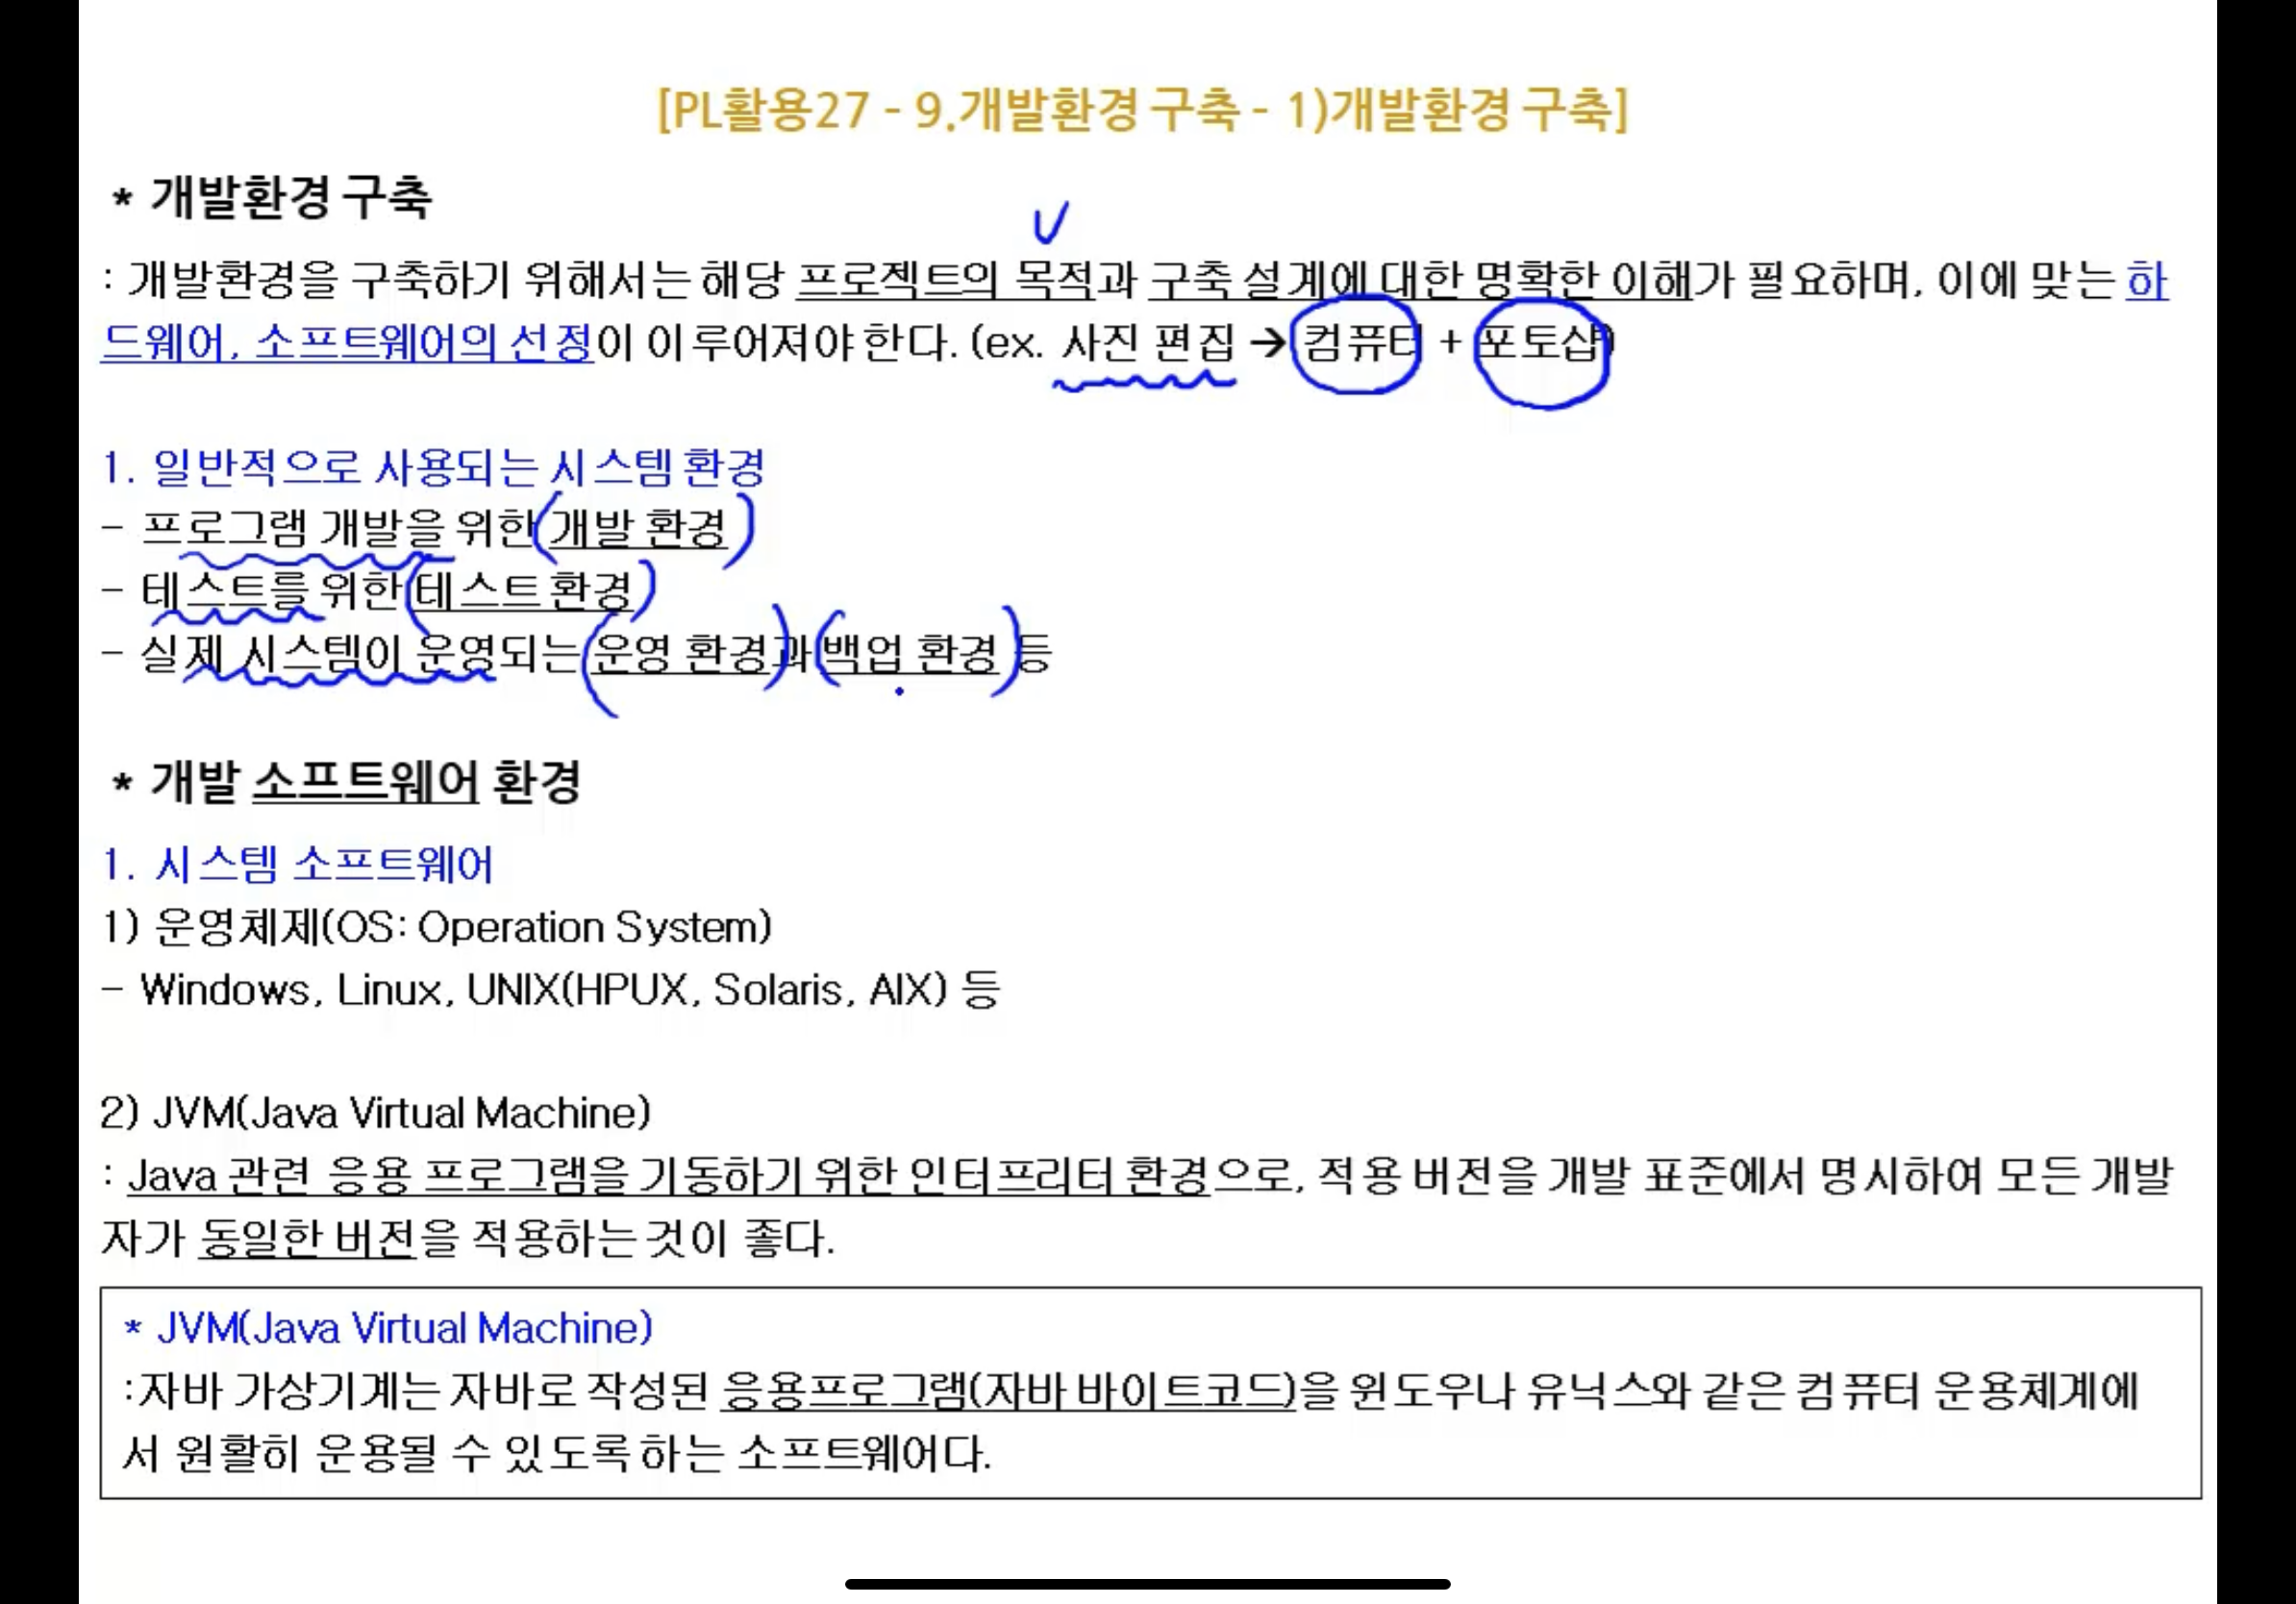 [PL활용27 - 9.개발환경 구축 - 1)개발환경 구축]
* 개발환경 구축
: 개발환경을 구축하기 위해서는 해당 프로젝트의 목적과 구축 설계에 대한 명확한 이해가 필요하며, 이에 맞는 하
드웨어, 소프트웨어의 선정이 이루어져야 한다. (ex. 사진 편집 → 컴퓨터 + 포토샵)
1. 일반적으로 사용되는 시스템 환경
- 프로그램 개발을 위한 개발 환경
- 테스트를 위한 테스트 환경
- 실제 시스템이 운영되는 운영 환경과 백업 환경 등
* 개발 소프트웨어 환경
1. 시스템 소프트웨어
1) 운영체제(OS: Operation System)
- Windows, Linux, UNIX(HPUX, Solaris, AIX) 등
2) JVM(Java Virtual Machine)
: Java 관련 응용 프로그램을 기동하기 위한 인터프리터 환경으로, 적용 버전을 개발 표준에서 명시하여 모든 개발
자가 동일한 버전을 적용하는것이 좋다.
* JVM(Java Virtual Machine)
:자바 가상기계는 자바로 작성된 응용프로그램(자바 바이트코드)을 윈도우나 유닉스와 같은 컴퓨터 운용체계에
서 원활히 운용될 수 있도록 하는 소프트웨어다.